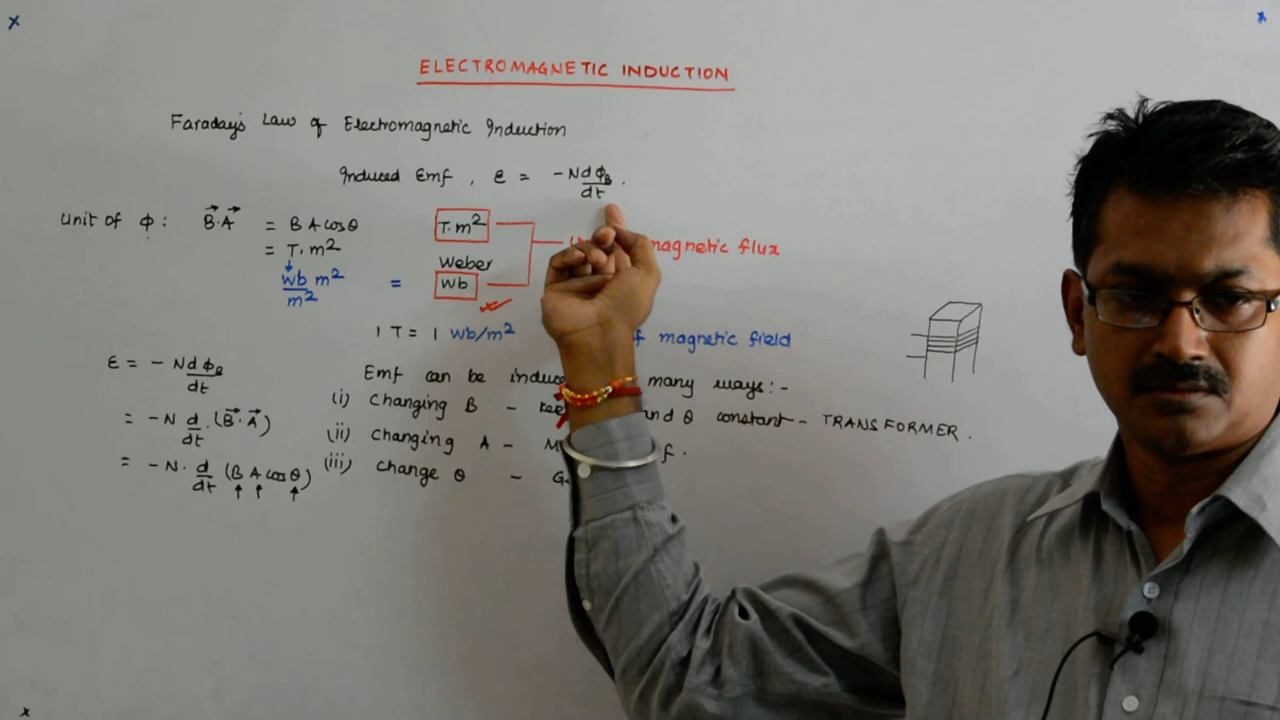 ELECTROMAGNETIC INDUCTION
Faraday's Law of Electromagnetic Induction
Induced Emf, ε = -N dφ_B/dt.
Unit of φ: B⃗·A⃗ = BA cosθ
= T·m²
T·m²
magnetic flux
Weber
wb/m² m² = wb
1 T = 1 wb/m² magnetic field
ε = -N dφ_B/dt
= -N d/dt·(B⃗·A⃗)
= -N· d/dt (BA cosθ)
Emf can be many ways:-
(i) Changing B - and θ constant - TRANSFORMER.
(ii) Changing A -
(iii) change θ -